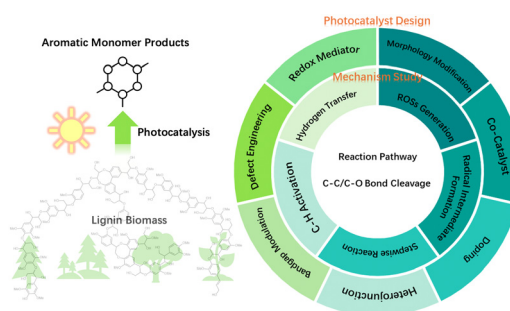 Photocatalyst Design
Aromatic Monomer Products
Photocatalysis
Lignin Biomass
Redox Mediator
Morphology Modification
Co-Catalyst
Doping
Heterojunction
Bandgap Modulation
Defect Engineering
Mechanism Study
Hydrogen Transfer
ROSs Generation
Radical Intermediate
Formation
Stepwise Reaction
C-H Activation
Reaction Pathway
C-C/C-O Bond Cleavage